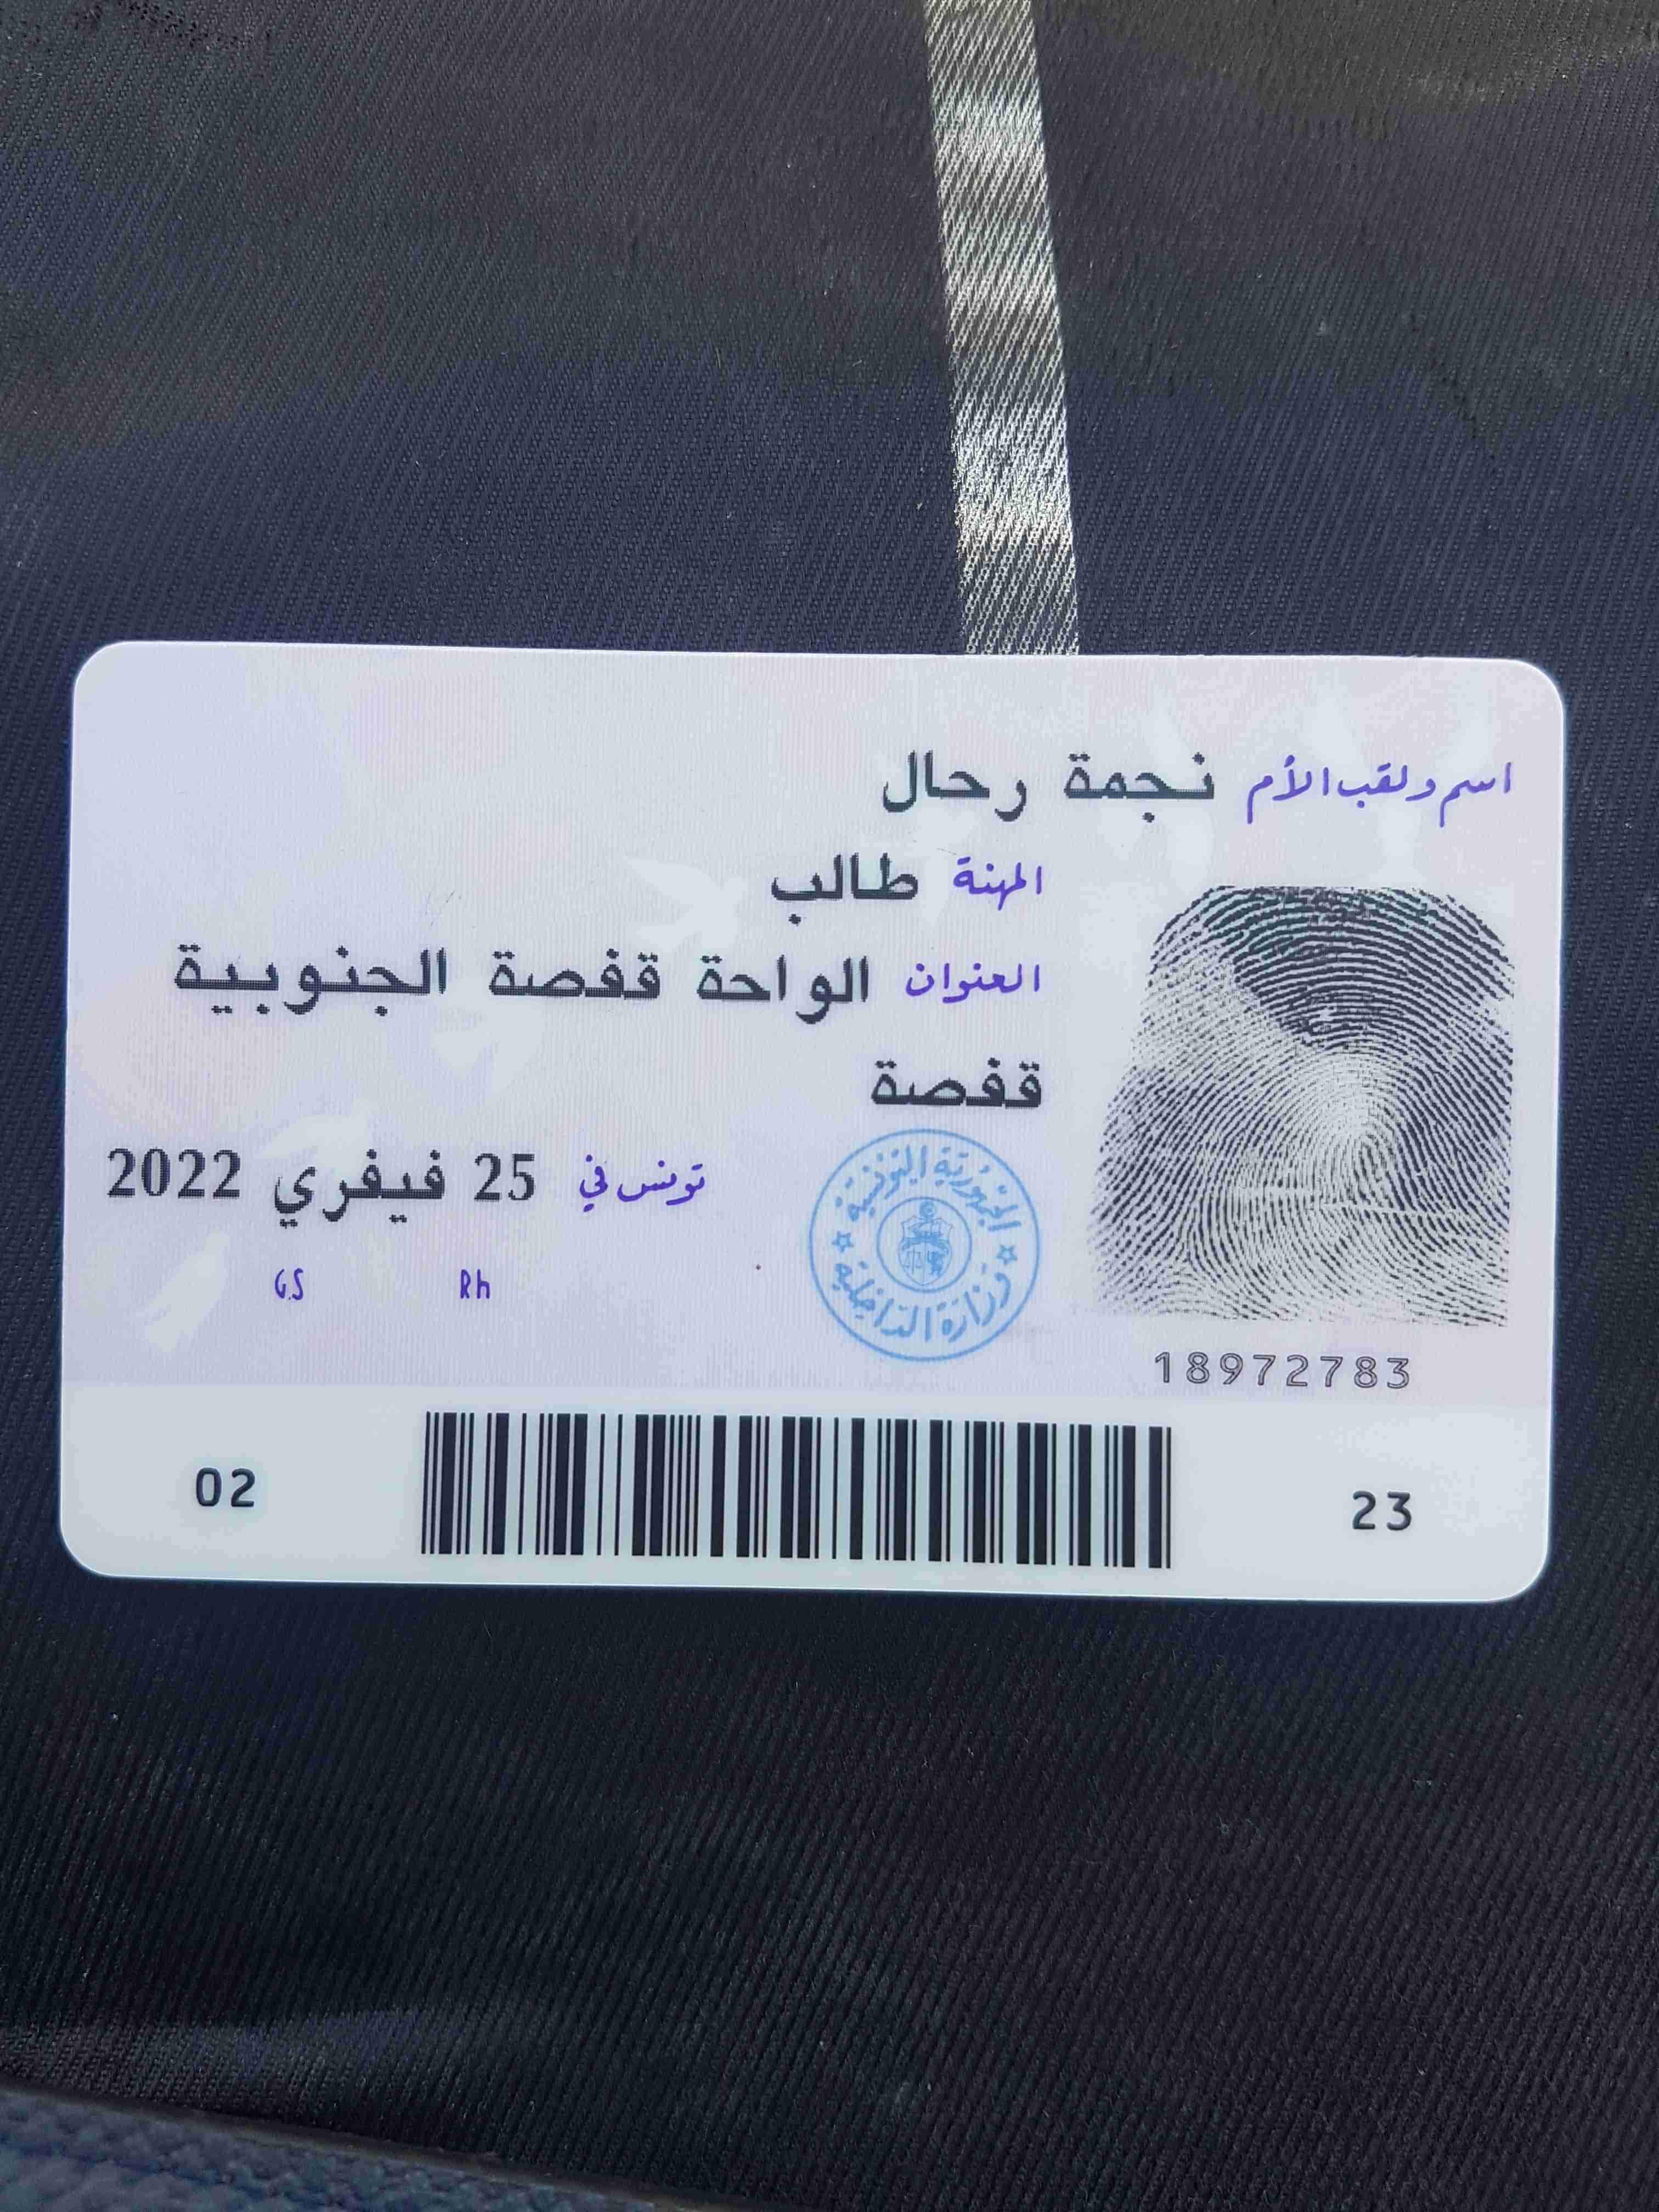 اسم ولقب الأم نجمة رحال
المهنة طالب
العنوان الواحة قفصة الجنوبية
قفصة
تونس في 25 فيفري 2022
الجمهورية التونسية
وزارة الداخلية
Rh
GS
18972783
02
23